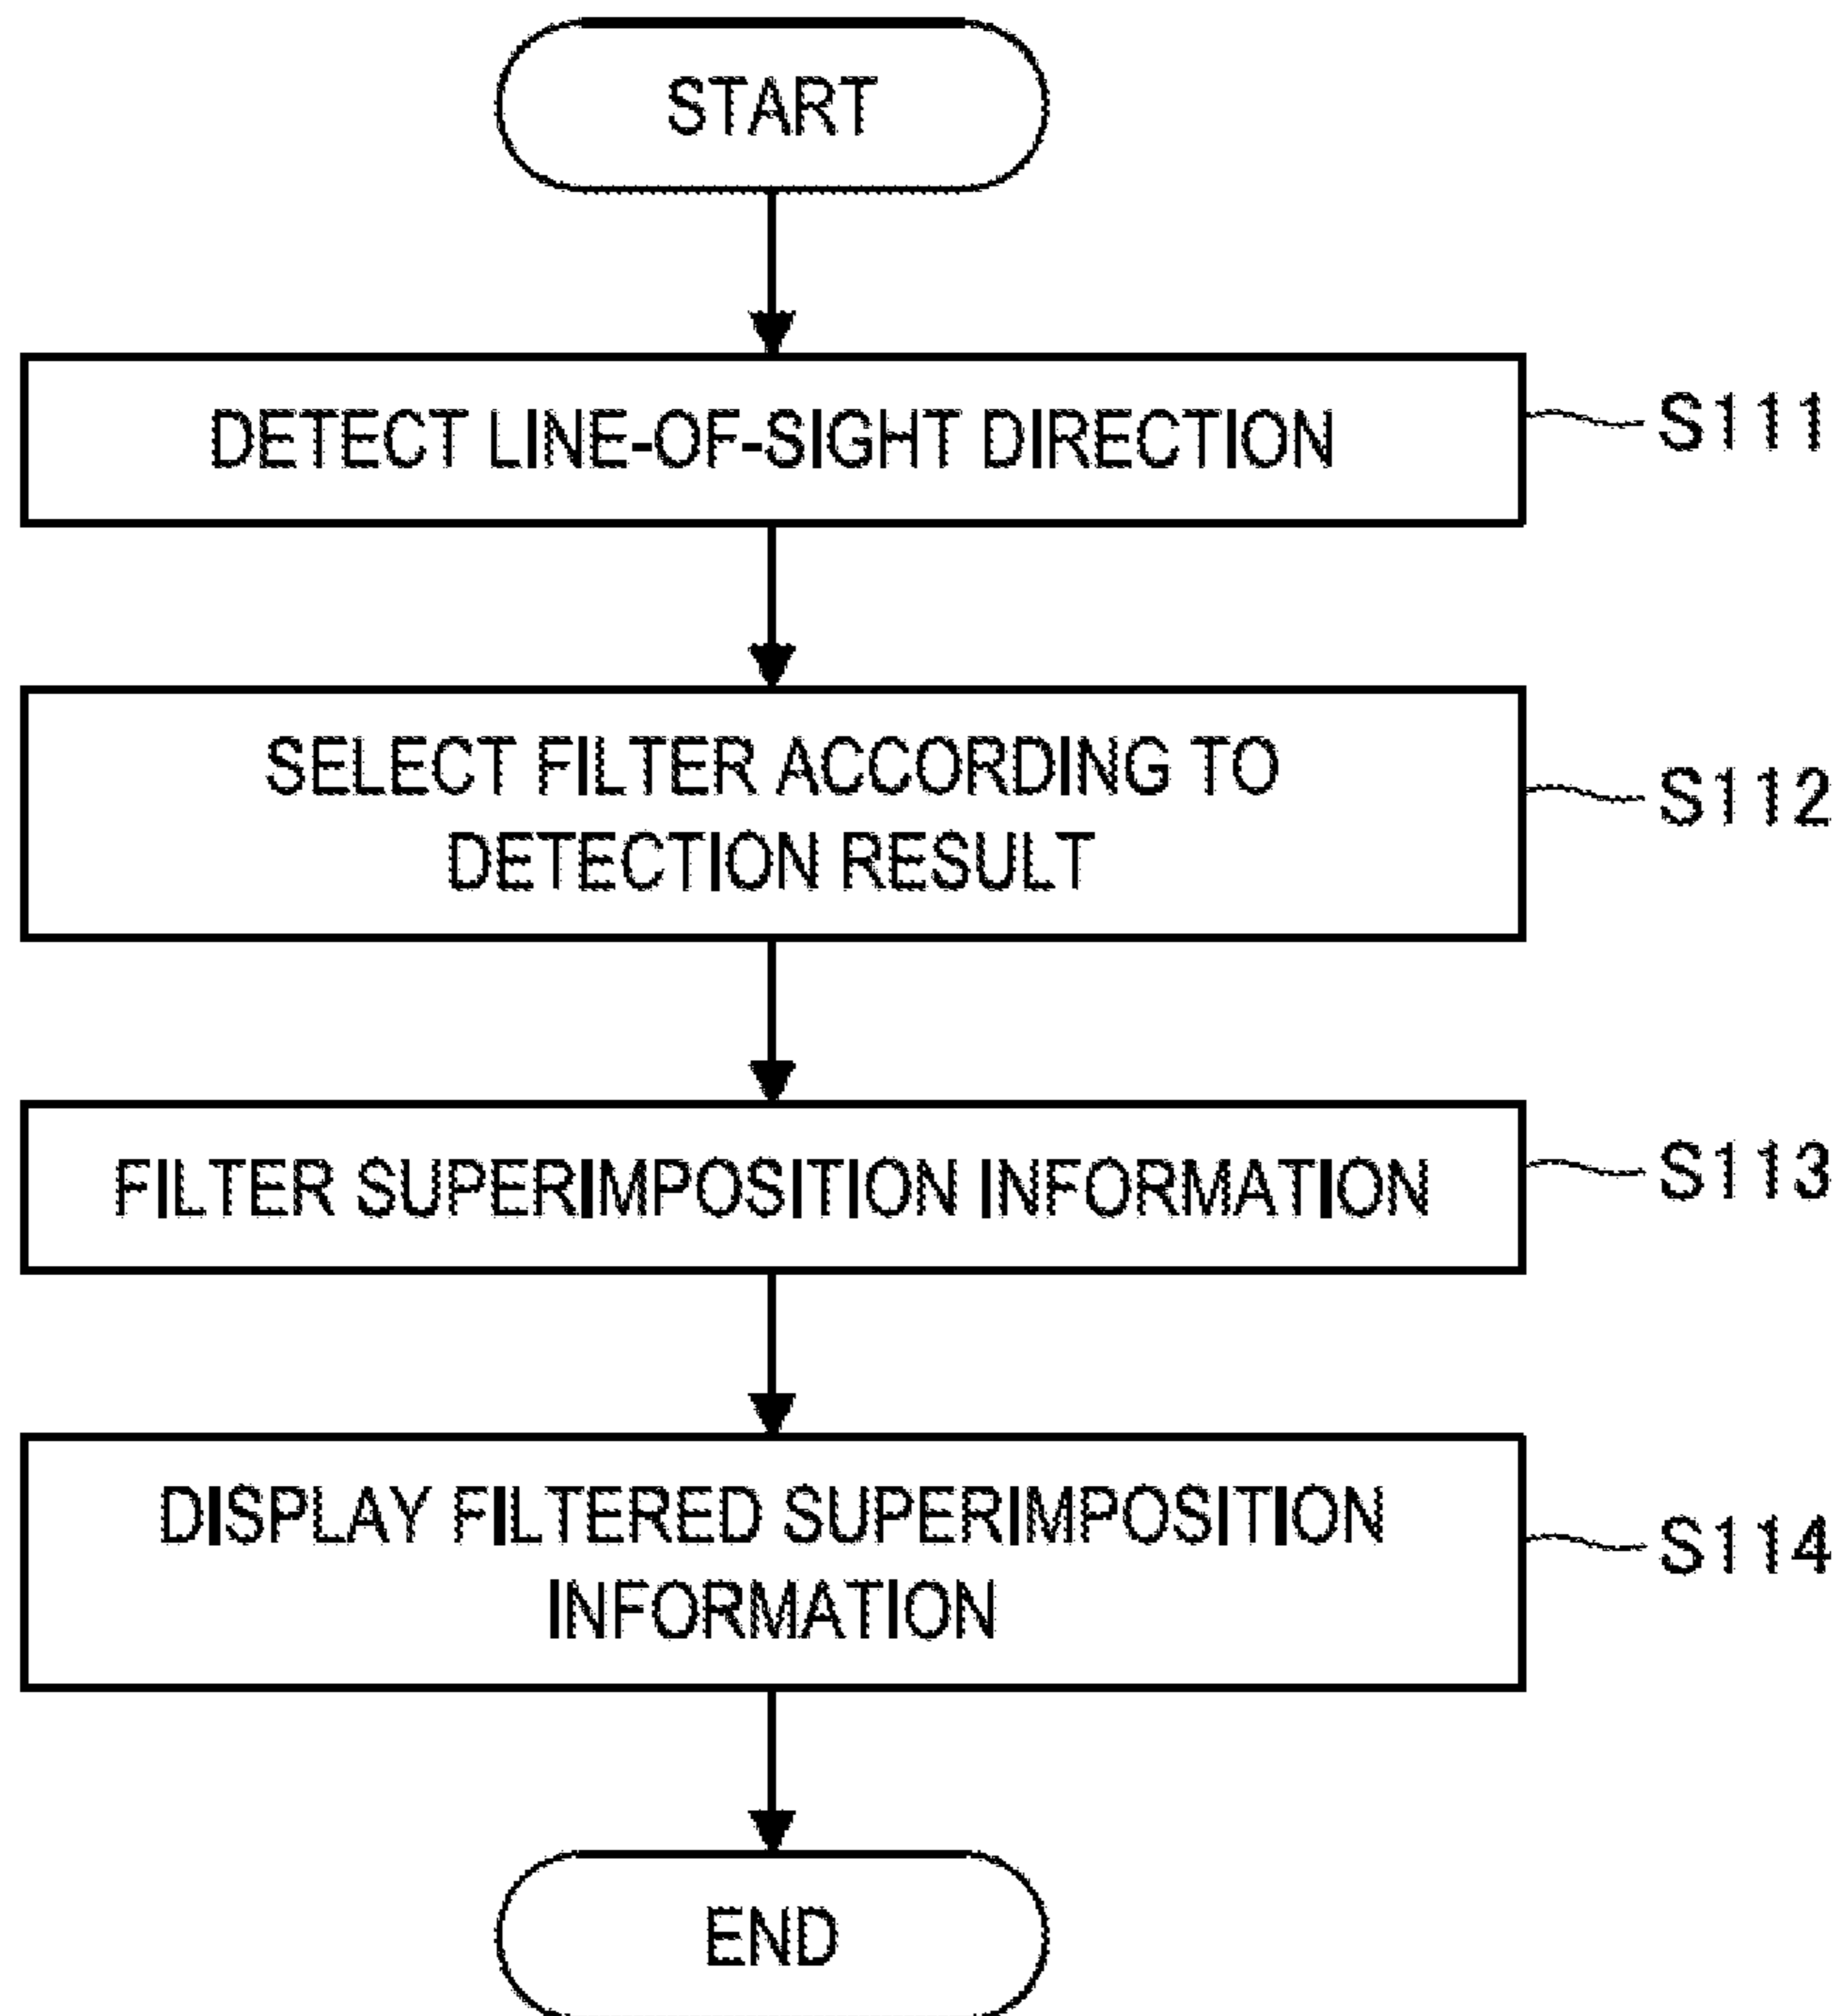 START
DETECT LINE-OF-SIGHT DIRECTION
S111
SELECT FILTER ACCORDING TO
DETECTION RESULT
S112
FILTER SUPERIMPOSITION INFORMATION
S113
DISPLAY FILTERED SUPERIMPOSITION
INFORMATION
S114
END